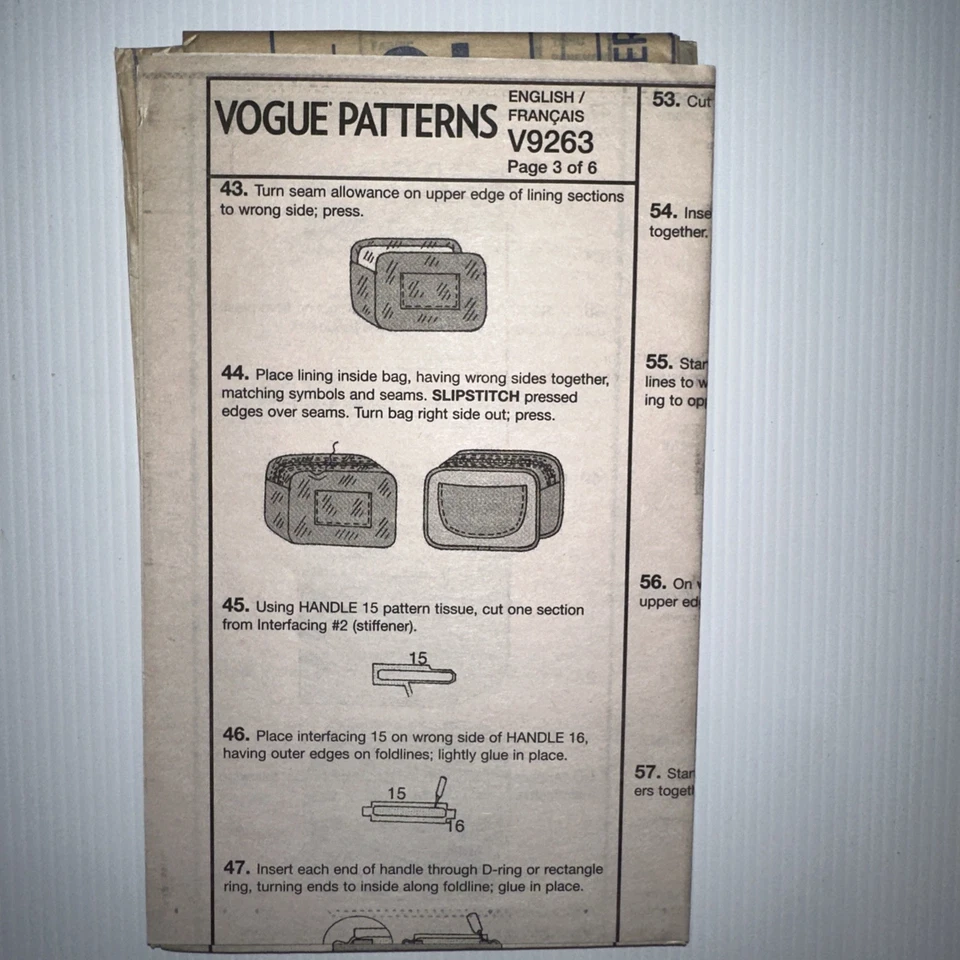 ER
VOGUE PATTERNS
ENGLISH /
FRANÇAIS
V9263
Page 3 of 6
43. Turn seam allowance on upper edge of lining sections
to wrong side; press.
44. Place lining inside bag, having wrong sides together,
matching symbols and seams. SLIPSTITCH pressed
edges over seams. Turn bag right side out; press.
45. Using HANDLE 15 pattern tissue, cut one section
from Interfacing #2 (stiffener).
15
46. Place interfacing 15 on wrong side of HANDLE 16,
having outer edges on foldlines; lightly glue in place.
15
16
47. Insert each end of handle through D-ring or rectangle
ring, turning ends to inside along foldline; glue in place.
53. Cut
54. Inse
together.
55. Star
lines to w
ing to op
56. On
upper ed
57. Star
ers toget